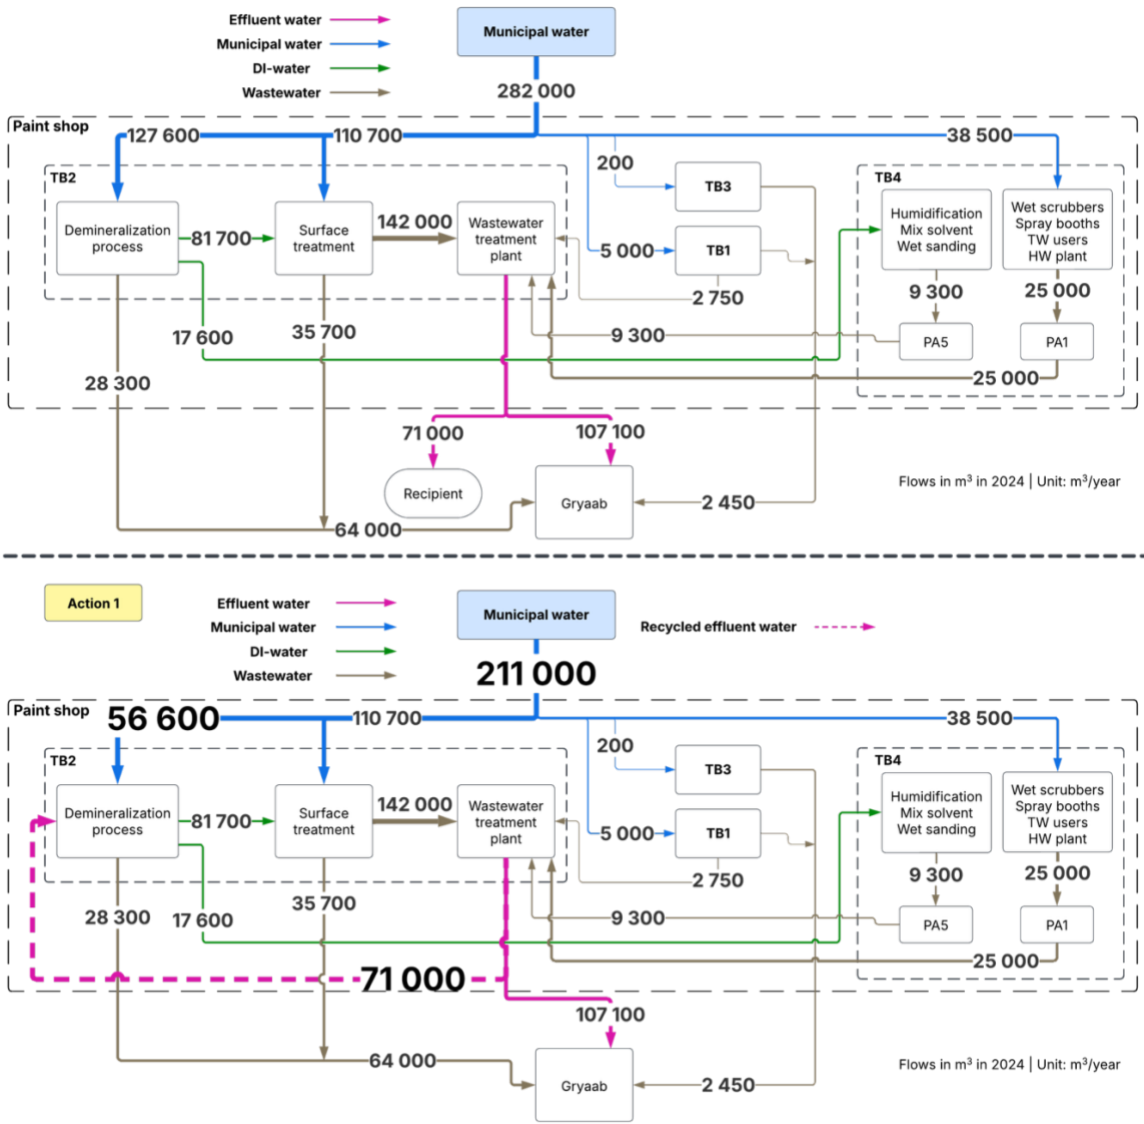 Effluent water
Municipal water
DI-water
Wastewater
Municipal water
282 000
Paint shop
127 600
110 700
38 500
TB2
200
TB3
TB4
Demineralization
process
81 700
Surface
treatment
142 000
Wastewater
treatment
plant
5 000
TB1
Humidification
Mix solvent
Wet sanding
Wet scrubbers
Spray booths
TW users
HW plant
2 750
9 300
25 000
17 600
35 700
9 300
PA5
PA1
28 300
25 000
71 000
107 100
Recipient
Gryaab
2 450
64 000
Flows in m³ in 2024 | Unit: m³/year
Action 1
Effluent water
Municipal water
DI-water
Wastewater
Municipal water
Recycled effluent water
211 000
Paint shop
56 600
110 700
38 500
TB2
200
TB3
TB4
Demineralization
process
81 700
Surface
treatment
142 000
Wastewater
treatment
plant
5 000
TB1
Humidification
Mix solvent
Wet sanding
Wet scrubbers
Spray booths
TW users
HW plant
2 750
9 300
25 000
28 300
17 600
35 700
9 300
PA5
PA1
25 000
71 000
107 100
64 000
Gryaab
2 450
Flows in m³ in 2024 | Unit: m³/year